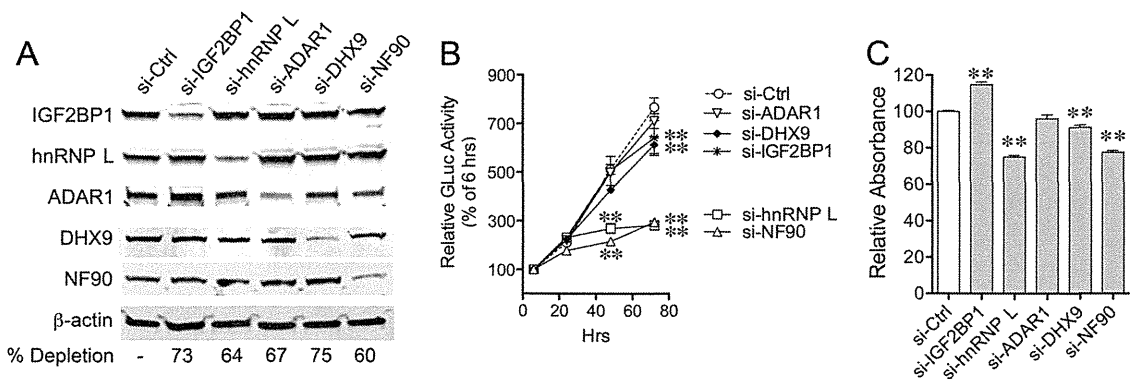 A
si-Ctrl
si-IGF2BP1
si-hnRNP L
si-ADAR1
si-DHX9
si-NF90
IGF2BP1
hnRNP L
ADAR1
DHX9
NF90
β-actin
% Depletion - 73 64 67 75 60
B
Relative GLuc Activity
(% of 6 hrs)
900
700
500
300
100
0 20 40 60 80
Hrs
**
**
**
**
**
**
si-Ctrl
si-ADAR1
si-DHX9
si-IGF2BP1
si-hnRNP L
si-NF90
C
Relative Absorbance
120
100
80
60
40
20
0
**
**
**
**
si-Ctrl
si-IGF2BP1
si-hnRNP L
si-ADAR1
si-DHX9
si-NF90